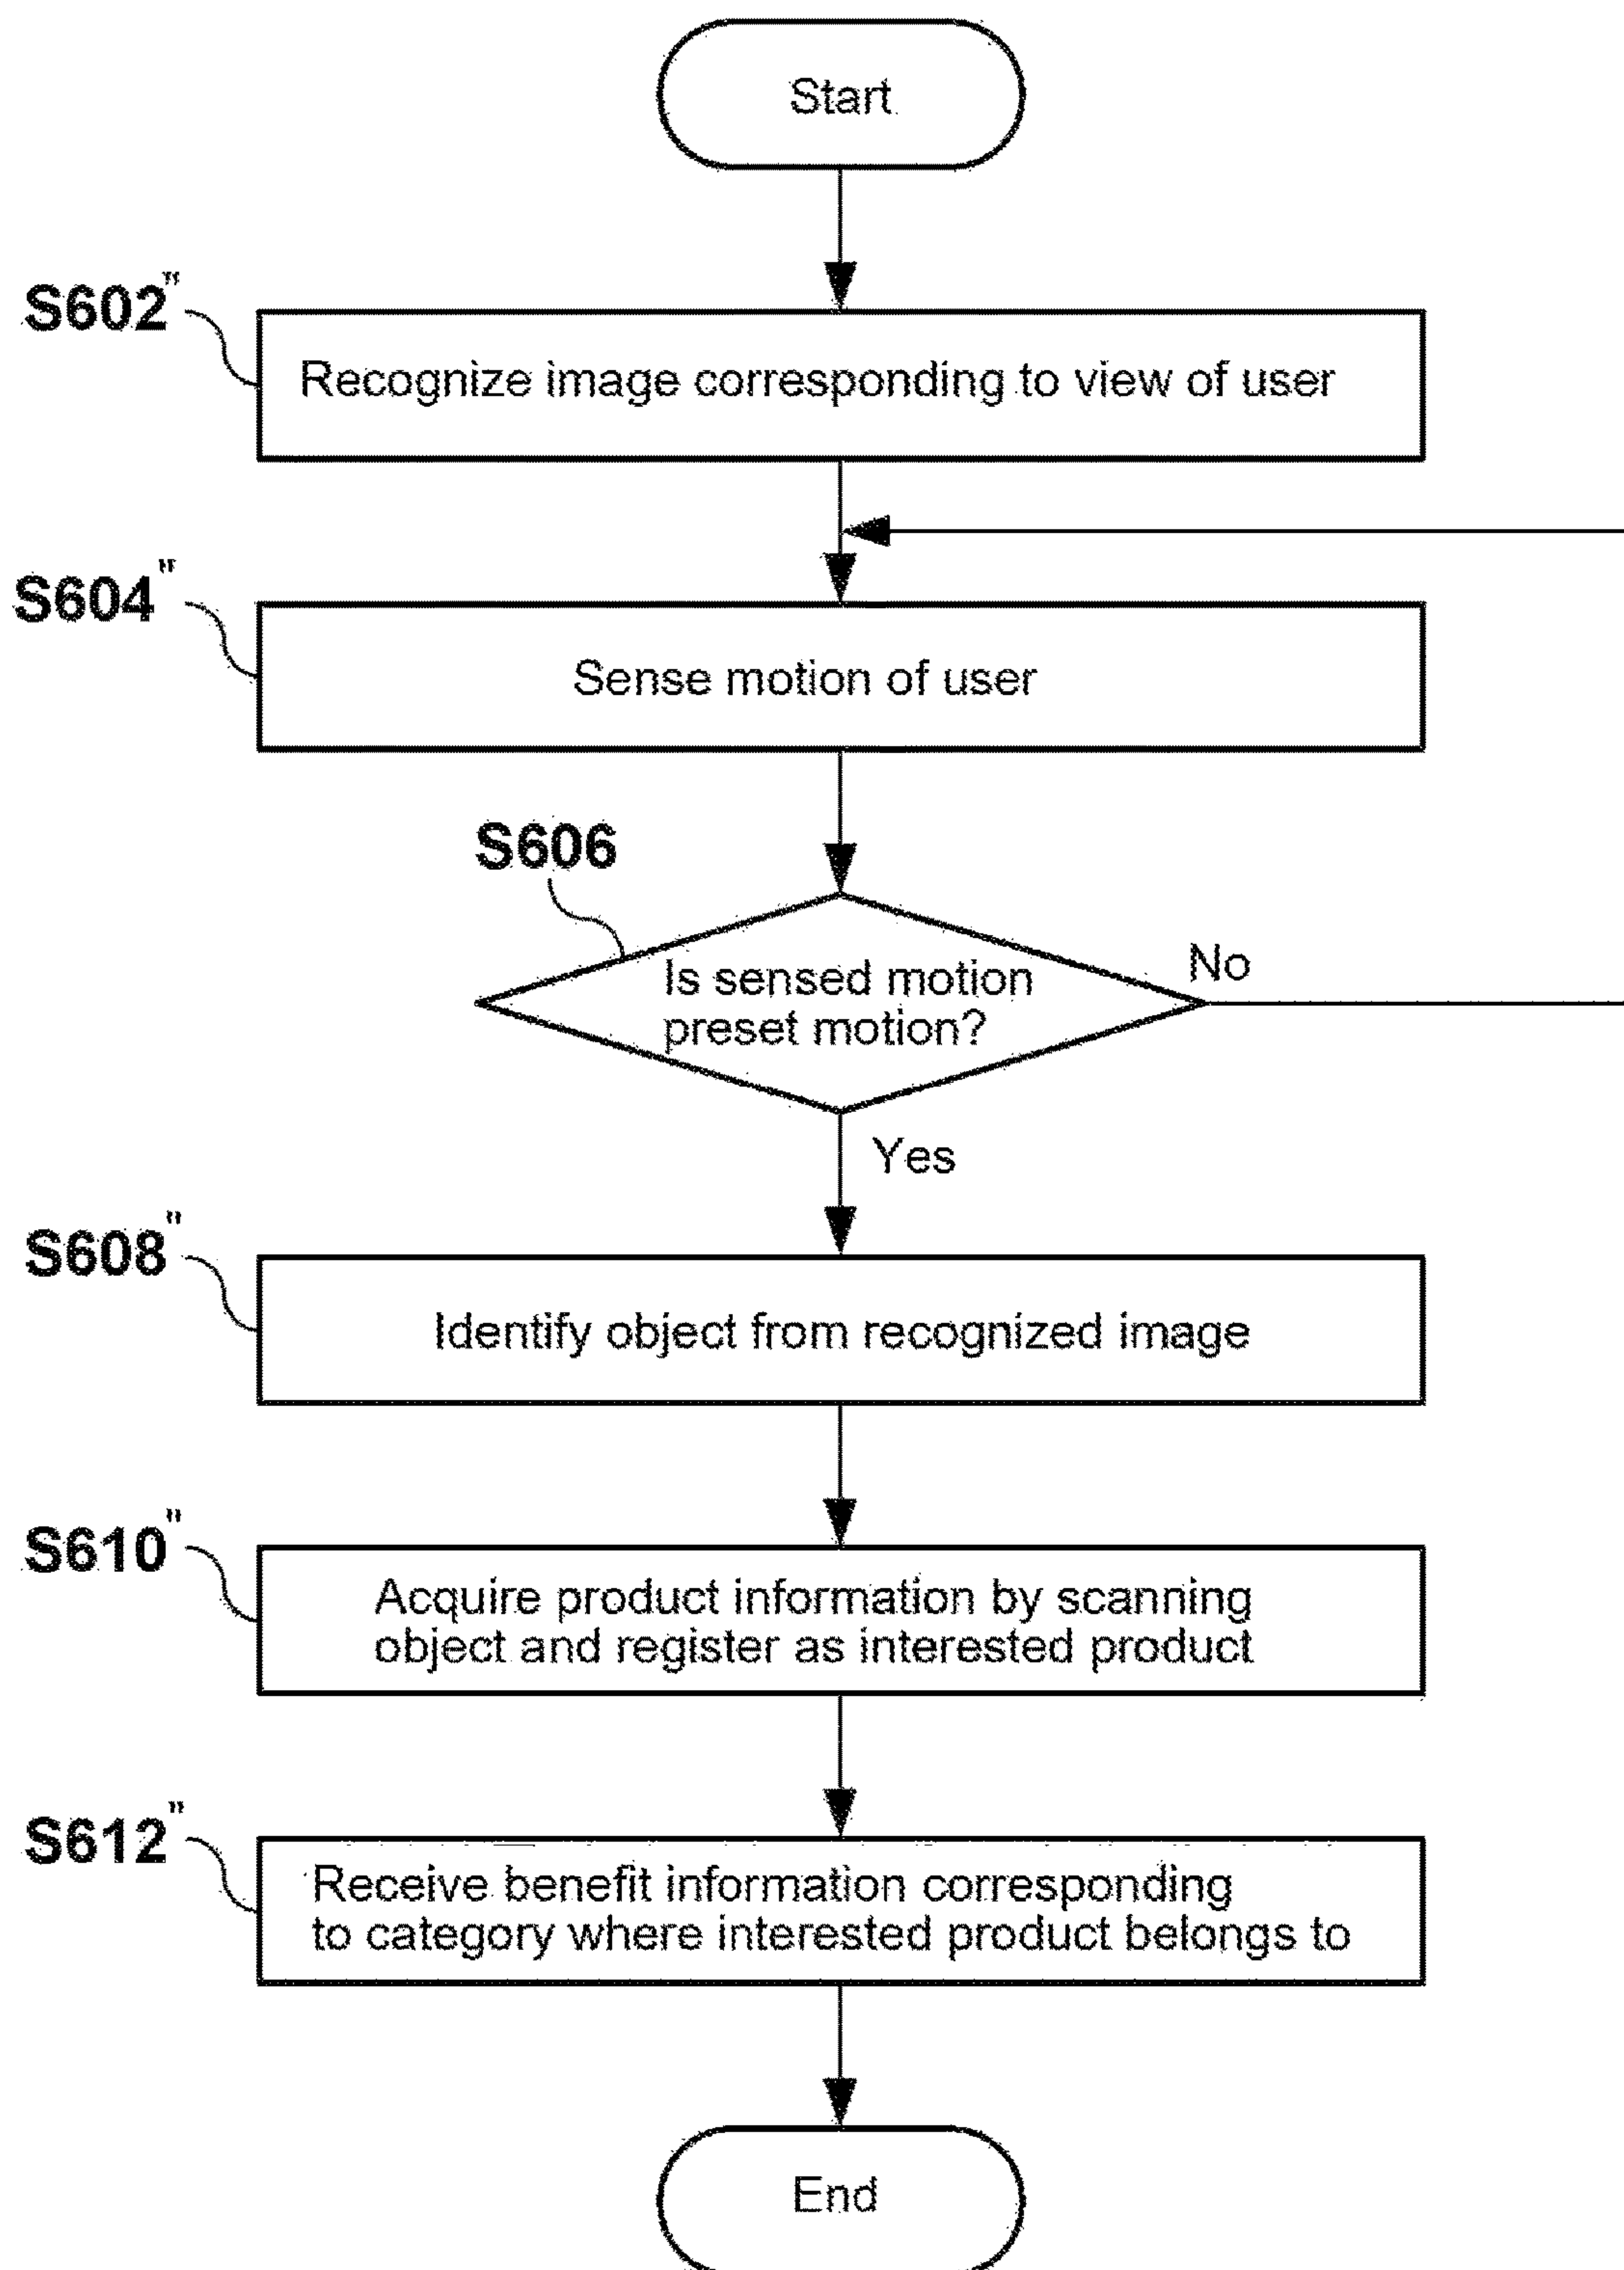 Start
S602"
Recognize image corresponding to view of user
S604"
Sense motion of user
S606
Is sensed motion
preset motion?
No
Yes
S608"
Identify object from recognized image
S610"
Acquire product information by scanning
object and register as interested product
S612"
Receive benefit information corresponding
to category where interested product belongs to
End